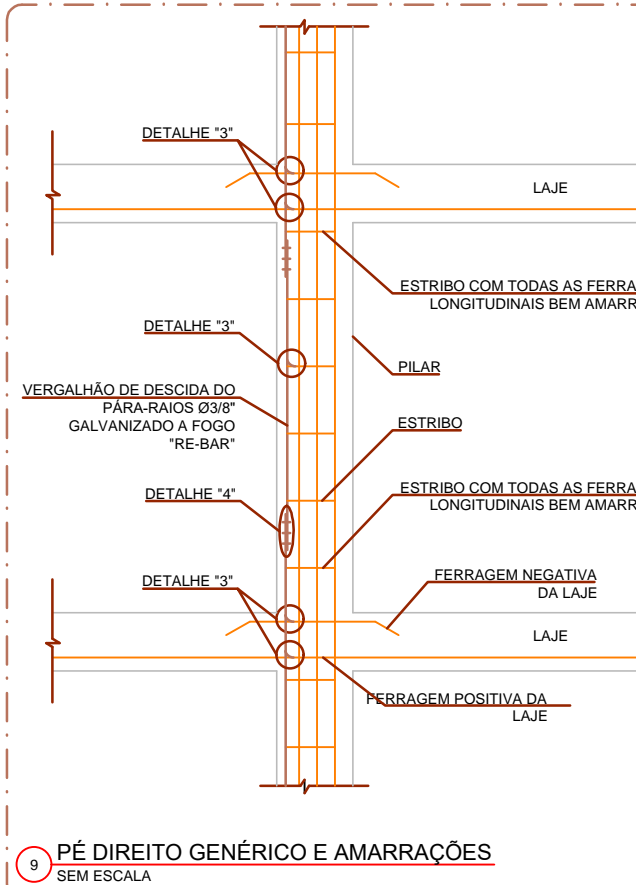 DETALHE "3"
LAJE
ESTRIBO COM TODAS AS FERRA
LONGITUDINAIS BEM AMARR
DETALHE "3"
PILAR
VERGALHÃO DE DESCIDA DO
PÁRA-RAIOS Ø3/8"
GALVANIZADO A FOGO
"RE-BAR"
ESTRIBO
DETALHE "4"
ESTRIBO COM TODAS AS FERRA
LONGITUDINAIS BEM AMARR
DETALHE "3"
FERRAGEM NEGATIVA
DA LAJE
LAJE
FERRAGEM POSITIVA DA
LAJE
9 PÉ DIREITO GENÉRICO E AMARRAÇÕES
SEM ESCALA